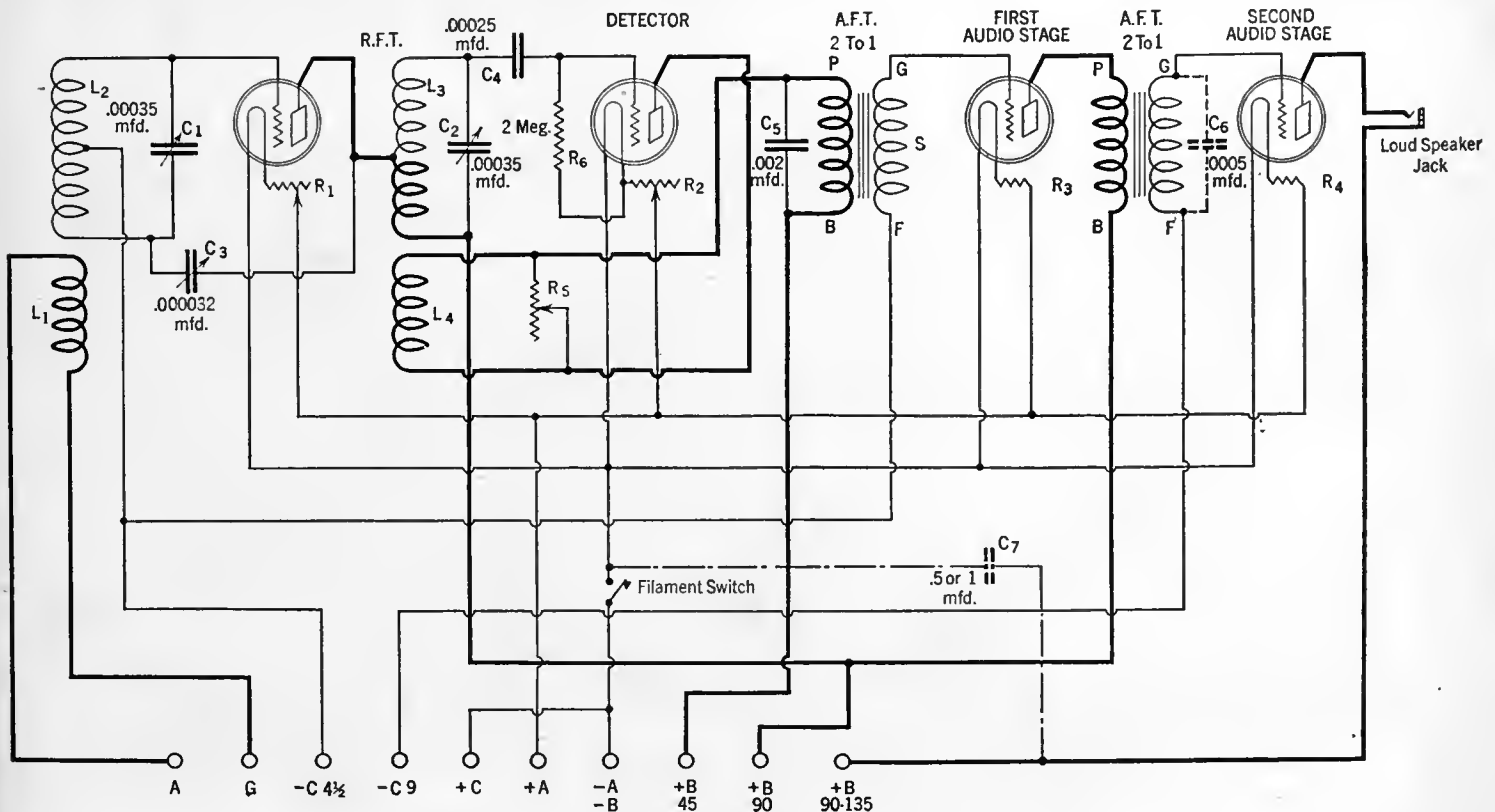 .00025
mfd.
DETECTOR
A.F.T.
2 To 1
FIRST
AUDIO STAGE
A.F.T.
2 To 1
SECOND
AUDIO STAGE
R.F.T.
P
G
P
G
L2
.00035
mfd.
C1
R1
L3
C4
C2
.00035
mfd.
2 Meg.
R6
R2
C5
.002
mfd.
S
R3
C6
.0005
mfd.
R4
Loud Speaker
Jack
B
F
B
F
L1
C3
.000032
mfd.
L4
R5
C7
.5 or 1
mfd.
Filament Switch
A
G
-C 4½
-C 9
+C
+A
-A
-B
+B
45
+B
90
+B
90-135